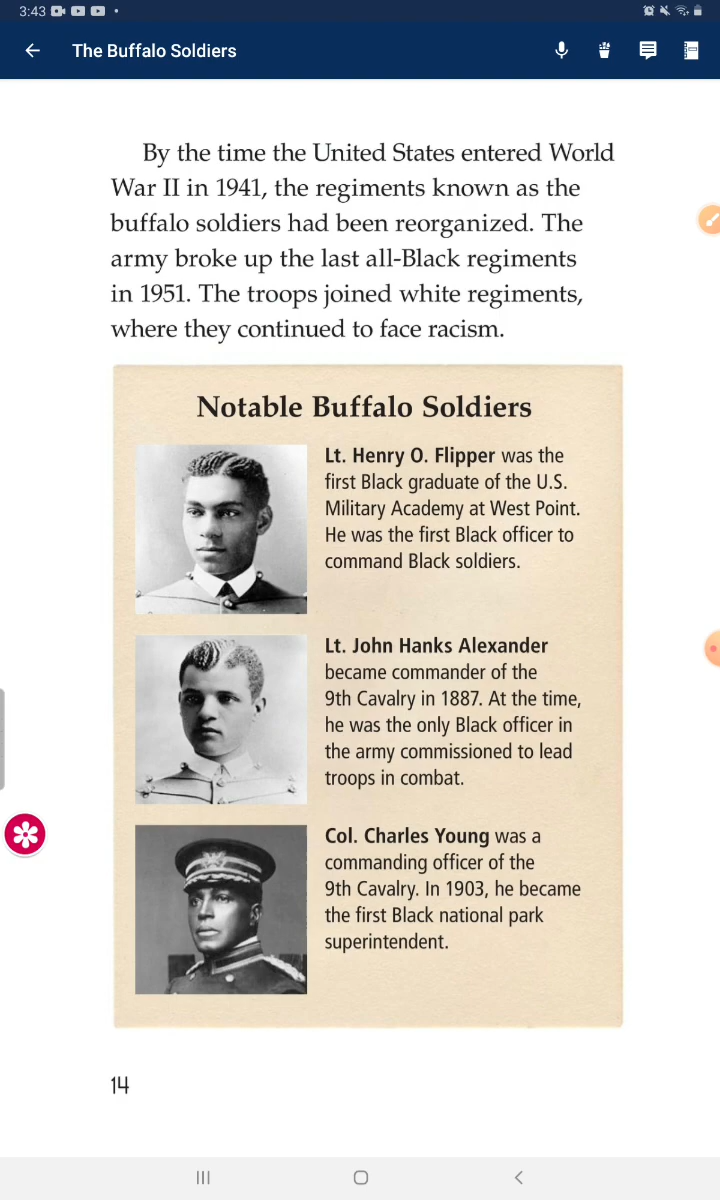 3:43
The Buffalo Soldiers
By the time the United States entered World
War II in 1941, the regiments known as the
buffalo soldiers had been reorganized. The
army broke up the last all-Black regiments
in 1951. The troops joined white regiments,
where they continued to face racism.
Notable Buffalo Soldiers
Lt. Henry O. Flipper was the
first Black graduate of the U.S.
Military Academy at West Point.
He was the first Black officer to
command Black soldiers.
Lt. John Hanks Alexander
became commander of the
9th Cavalry in 1887. At the time,
he was the only Black officer in
the army commissioned to lead
troops in combat.
Col. Charles Young was a
commanding officer of the
9th Cavalry. In 1903, he became
the first Black national park
superintendent.
14